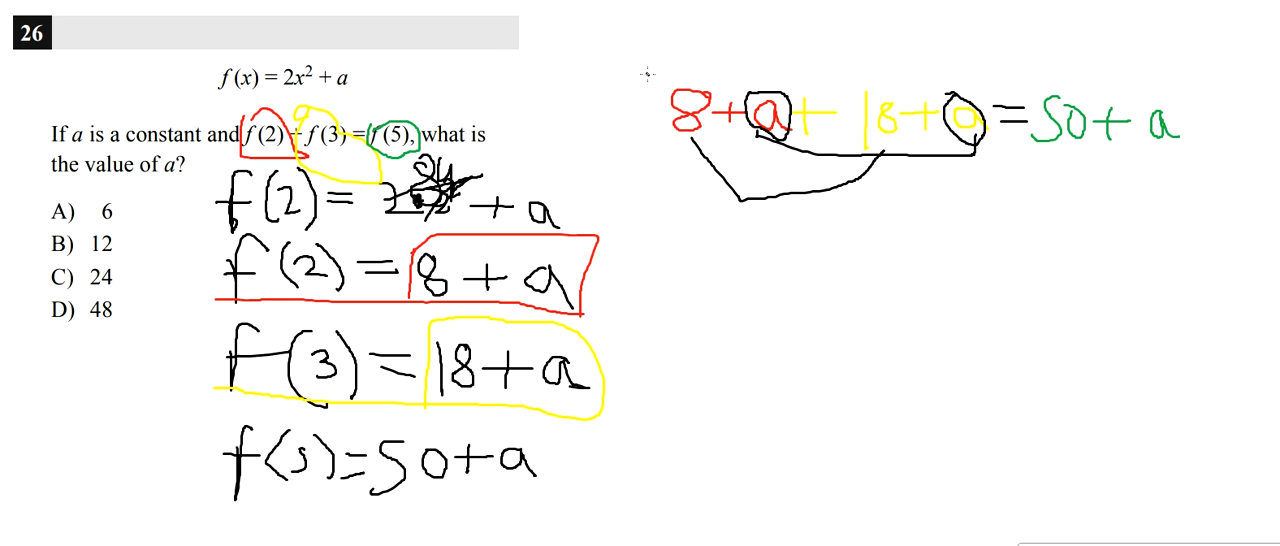 26
f(x) = 2x² + a
If a is a constant and f(2) + f(3) = f(5), what is
the value of a?
A) 6
B) 12
C) 24
D) 48
f(2) = + a
f(2) = 8 + a
f(3) = 18 + a
f(5) = 50 + a
8 + a + 18 + a = 50 + a